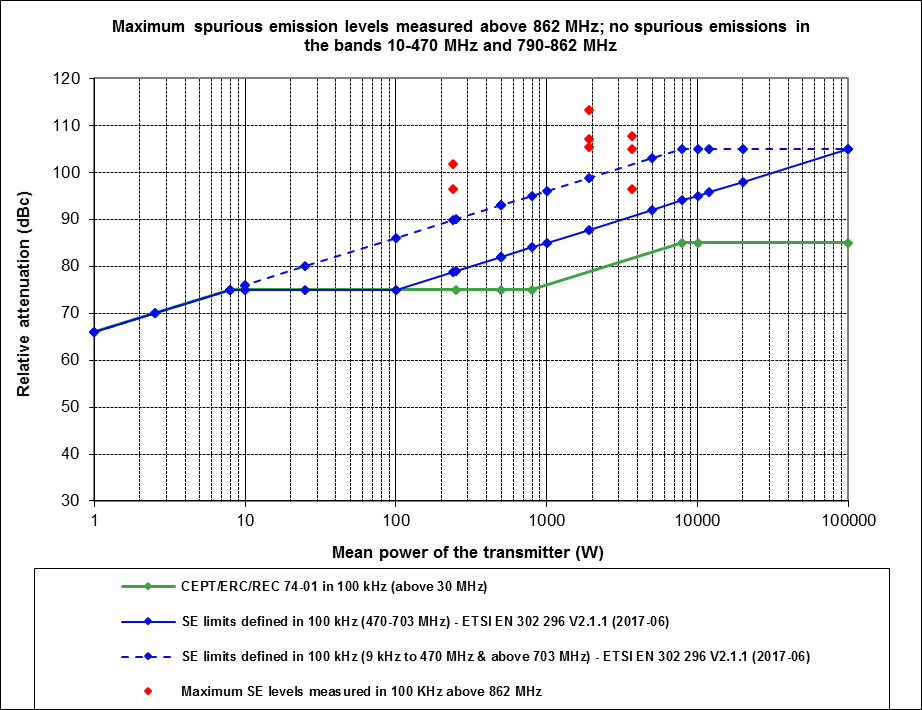 Maximum spurious emission levels measured above 862 MHz; no spurious emissions in
the bands 10-470 MHz and 790-862 MHz
Relative attenuation (dBc)
120
110
100
90
80
70
60
50
40
30
1 10 100 1000 10000 100000
Mean power of the transmitter (W)
CEPT/ERC/REC 74-01 in 100 kHz (above 30 MHz)
SE limits defined in 100 kHz (470-703 MHz) - ETSI EN 302 296 V2.1.1 (2017-06)
SE limits defined in 100 kHz (9 kHz to 470 MHz & above 703 MHz) - ETSI EN 302 296 V2.1.1 (2017-06)
Maximum SE levels measured in 100 KHz above 862 MHz